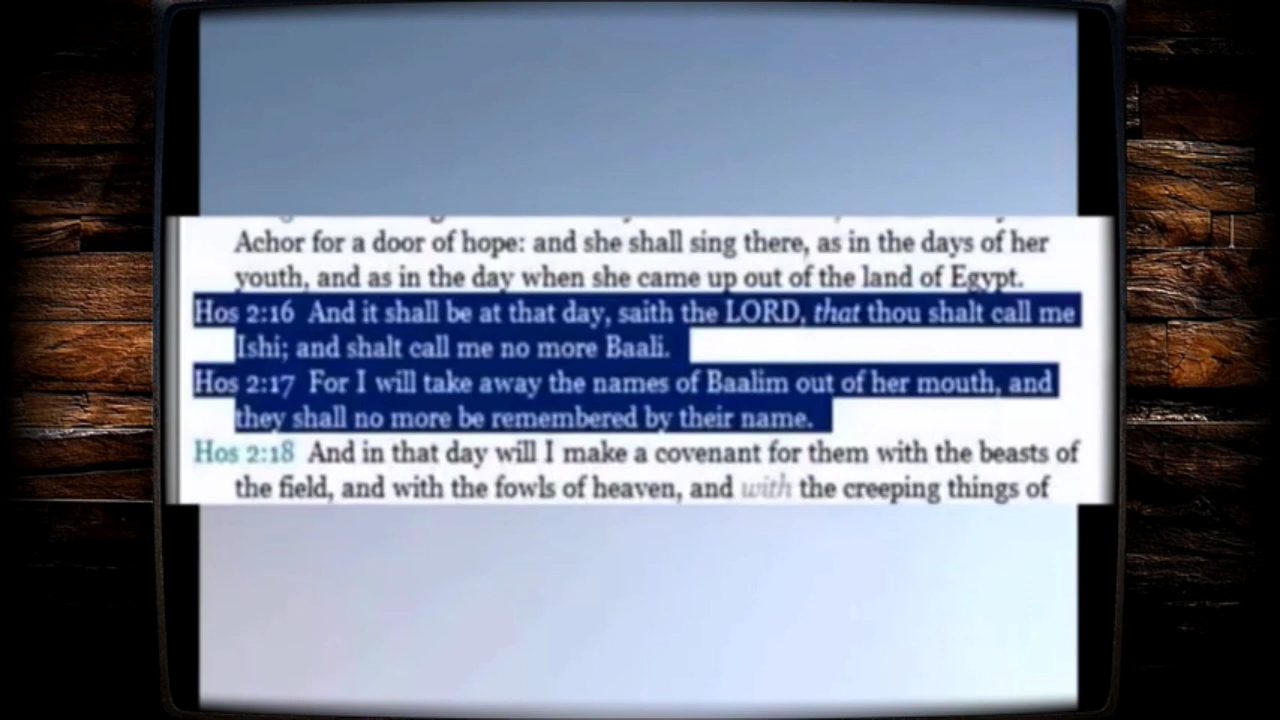 Achor for a door of hope: and she shall sing there, as in the days of her
youth, and as in the day when she came up out of the land of Egypt.
Hos 2:16 And it shall be at that day, saith the LORD, that thou shalt call me
Ishi; and shalt call me no more Baali.
Hos 2:17 For I will take away the names of Baalim out of her mouth, and
they shall no more be remembered by their name.
Hos 2:18 And in that day will I make a covenant for them with the beasts of
the field, and with the fowls of heaven, and with the creeping things of